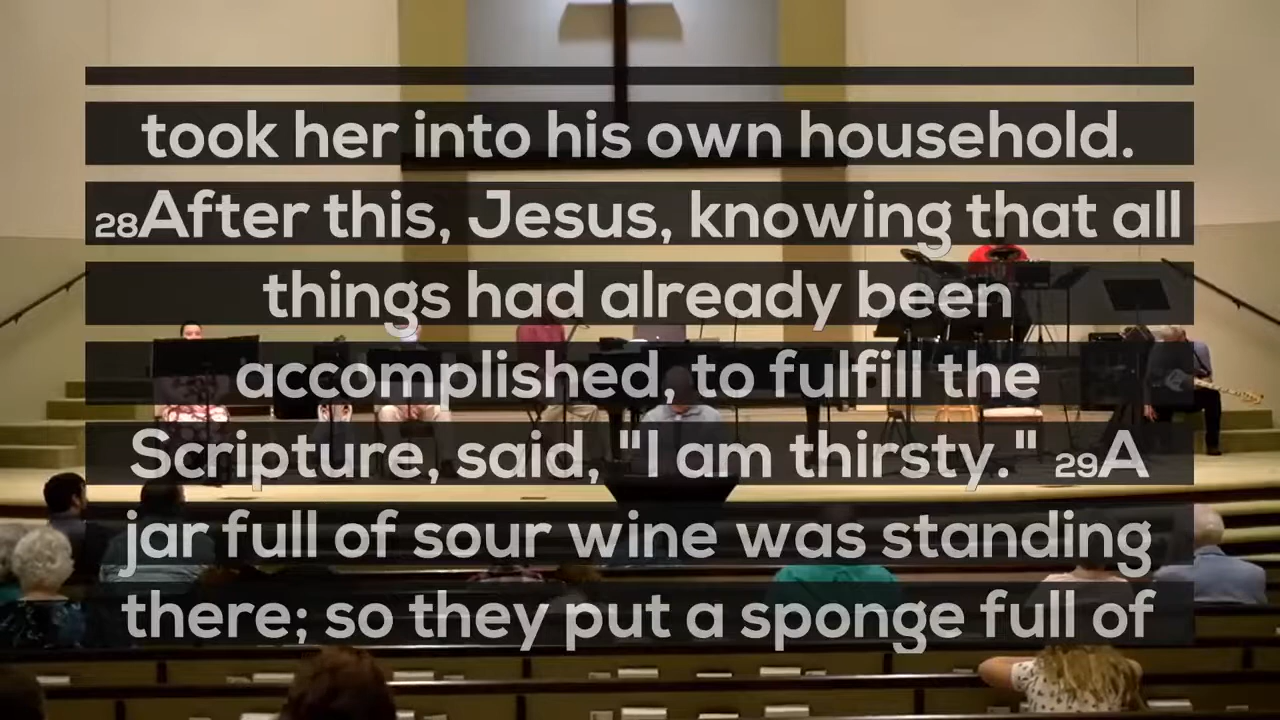 took her into his own household.
28After this, Jesus, knowing that all
things had already been
accomplished, to fulfill the
Scripture, said, "I am thirsty." 29A
jar full of sour wine was standing
there; so they put a sponge full of